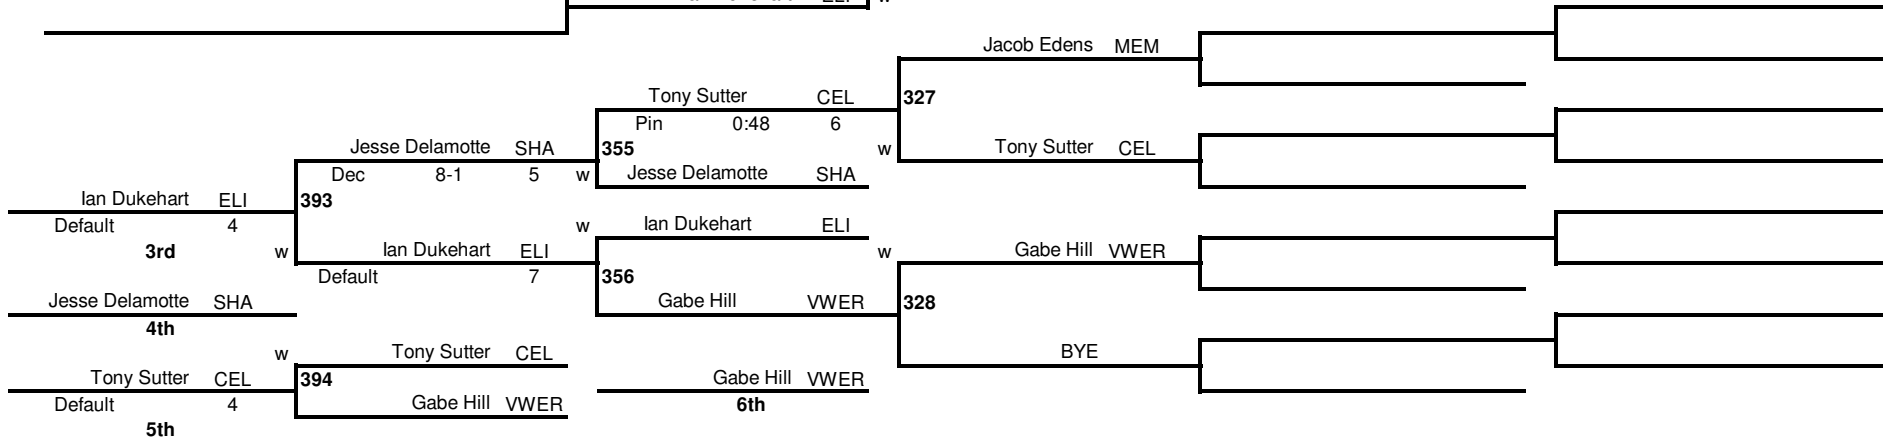 w
Jacob Edens MEM
Tony Sutter CEL
327
Pin 0:48 6
Jesse Delamotte SHA
355
w
Tony Sutter CEL
Dec 8-1 5 w
Jesse Delamotte SHA
Ian Dukehart ELI
393
Default 4
w
Ian Dukehart ELI
3rd
w
Ian Dukehart ELI
w
Gabe Hill VWER
Default 7
356
Jesse Delamotte SHA
Gabe Hill VWER
328
4th
w
Tony Sutter CEL
BYE
Tony Sutter CEL
394
Gabe Hill VWER
Default 4
Gabe Hill VWER
6th
5th